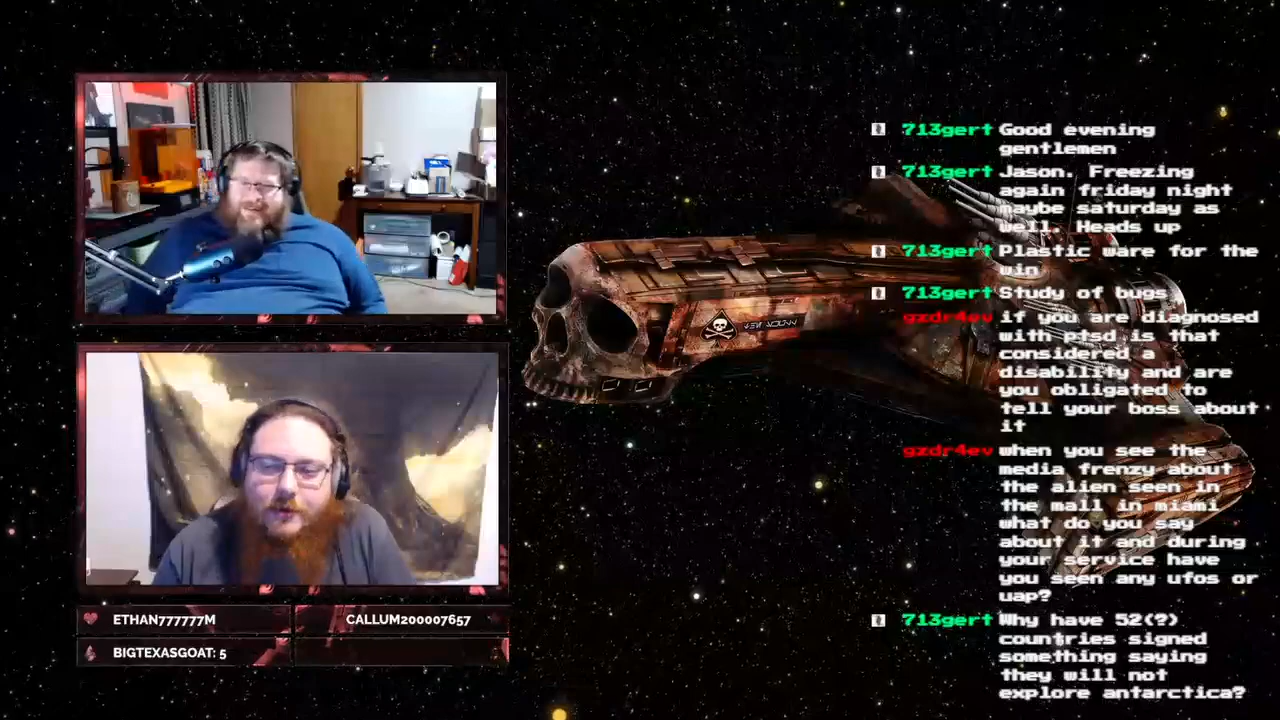 713gert Good evening
gentlemen
713gert Jason. Freezing
again friday night
maybe saturday as
well. Heads up
713gert Plastic ware for the
win
713gert Study of bugs
gzdr4ev if you are diagnosed
with ptsd is that
considered a
disability and are
you obligated to
tell your boss about
it
gzdr4ev when you see the
media frenzy about
the alien seen in
the mall in miami
what do you say
about it and during
your service have
you seen any ufos or
uap?
713gert Why have 52(?)
countries signed
something saying
they will not
explore antarctica?
ETHAN777777M
CALLUM200007657
BIGTEXASGOAT: 5